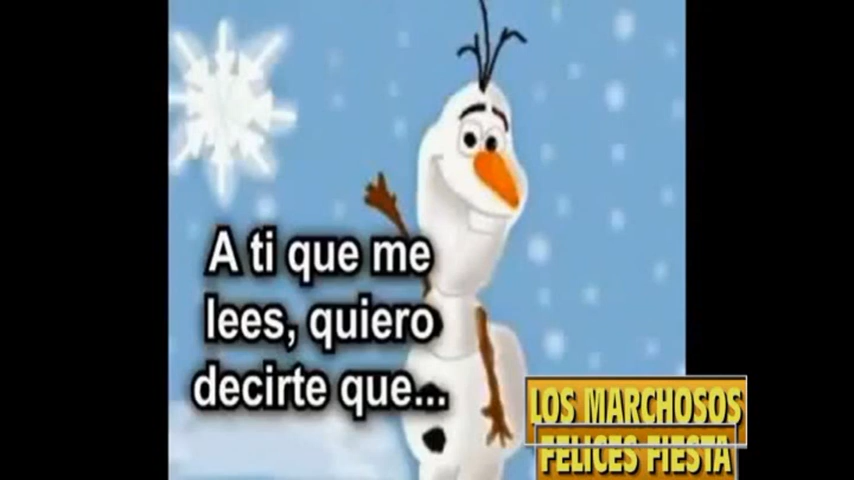 A ti que me
lees, quiero
decirte que...
LOS MARCHOSOS
FELICES FIESTA